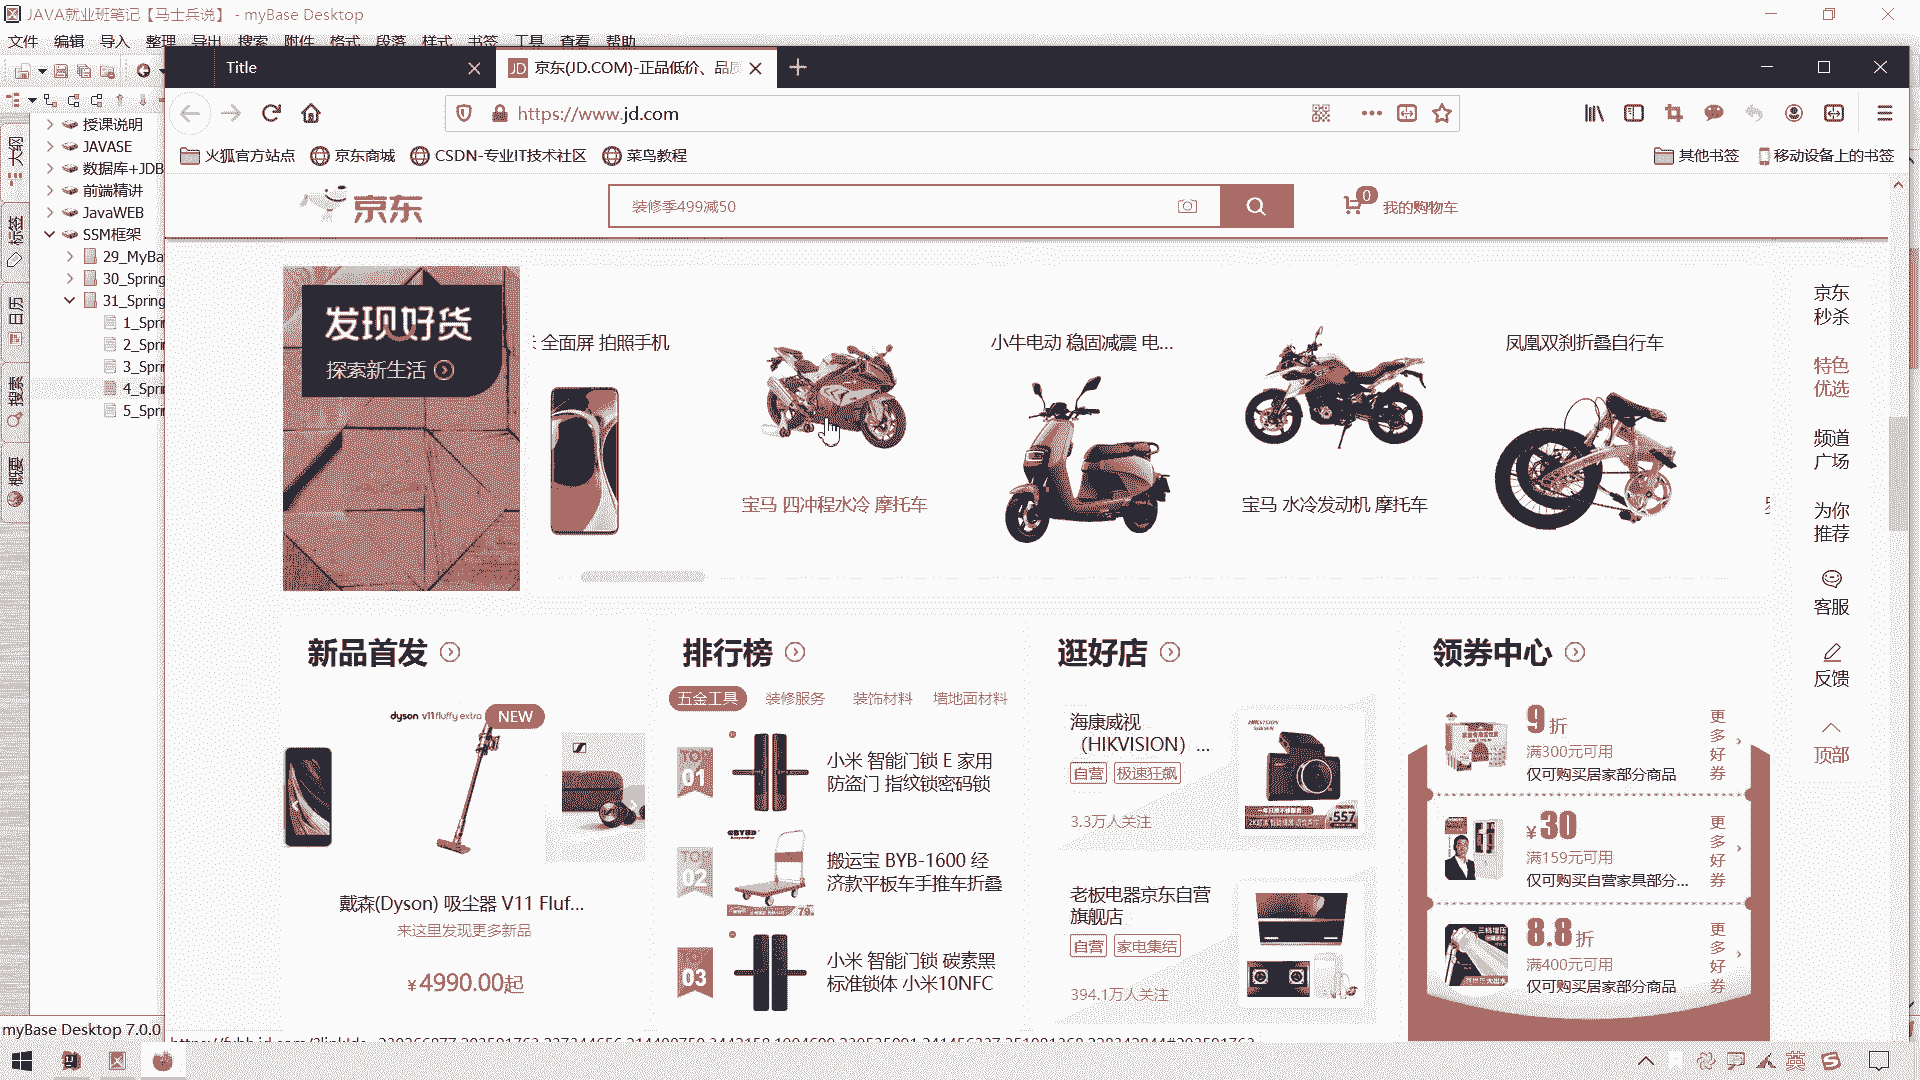 JAVA就业班笔记【马士兵说】 - myBase Desktop
文件 编辑 导入 整理 导出 搜索 附件 格式 段落 样式 书签 工具 查看 帮助
Title
京东(JD.COM)-正品低价、品质
https://www.jd.com
火狐官方站点 京东商城 CSDN-专业IT技术社区 菜鸟教程
其他书签 移动设备上的书签
大纲
标签
日历
搜索
概要
授课说明
JAVASE
数据库+JDB
前端精讲
JavaWEB
SSM框架
29_MyBa
30_Spring
31_Spring
1_Spri
2_Spri
3_Spri
4_Spri
5_Spri
京东
装修季499减50
0
我的购物车
发现好货
探索新生活
全面屏 拍照手机
宝马 四冲程水冷 摩托车
小牛电动 稳固减震 电...
宝马 水冷发动机 摩托车
凤凰双刹折叠自行车
京东
秒杀
特色
优选
频道
广场
为你
推荐
客服
反馈
顶部
新品首发
dyson v11 fluffy extra
NEW
戴森(Dyson) 吸尘器 V11 Fluf...
来这里发现更多新品
¥4990.00起
排行榜
五金工具 装修服务 装饰材料 墙地面材料
TOP
01
小米 智能门锁 E 家用
防盗门 指纹锁密码锁
TOP
02
搬运宝 BYB-1600 经
济款平板车手推车折叠
03
小米 智能门锁 碳素黑
标准锁体 小米10NFC
逛好店
海康威视
（HIKVISION）...
自营 极速狂飙
3.3万人关注
HIKVISION
557
老板电器京东自营
旗舰店
自营 家电集结
394.1万人关注
领券中心
9折
满300元可用
仅可购买居家部分商品
更多好券
¥30
满159元可用
仅可购买自营家具部分...
更多好券
8.8折
满400元可用
仅可购买居家部分商品
更多好券
myBase Desktop 7.0.0
英